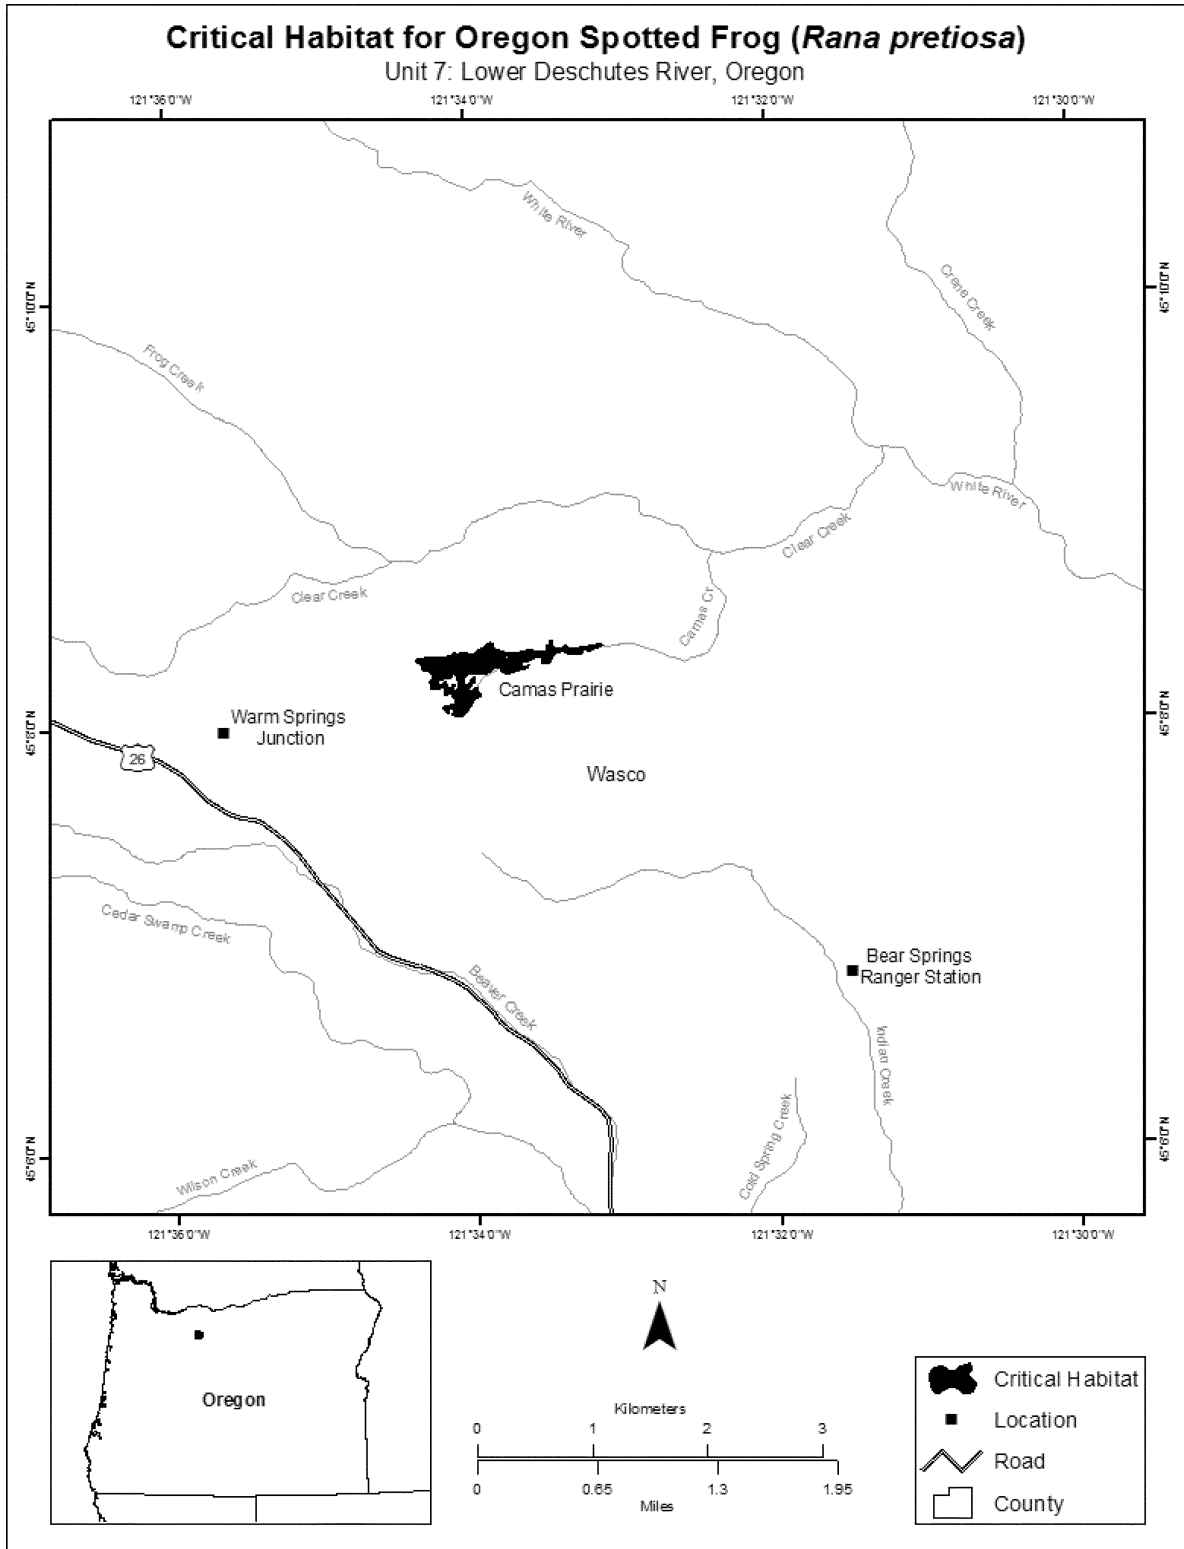 Critical Habitat for Oregon Spotted Frog (Rana pretiosa)
Unit 7: Lower Deschutes River, Oregon
121°36'0"W
121°34'0"W
121°32'0"W
121°30'0"W
White River
Crene Creek
45°10'0"N
45°10'0"N
Frog Creek
White River
Clear Creek
Clear Creek
Camas Cr
Camas Prairie
Warm Springs
Junction
45°8'0"N
45°8'0"N
26
Wasco
Cedar Swamp Creek
Beaver Creek
Bear Springs
Ranger Station
Indian Creek
Cold Spring Creek
Wilson Creek
45°6'0"N
45°6'0"N
121°36'0"W
121°34'0"W
121°32'0"W
121°30'0"W
Oregon
N
Kilometers
0 1 2 3
0 0.65 1.3 1.95
Miles
Critical Habitat
Location
Road
County